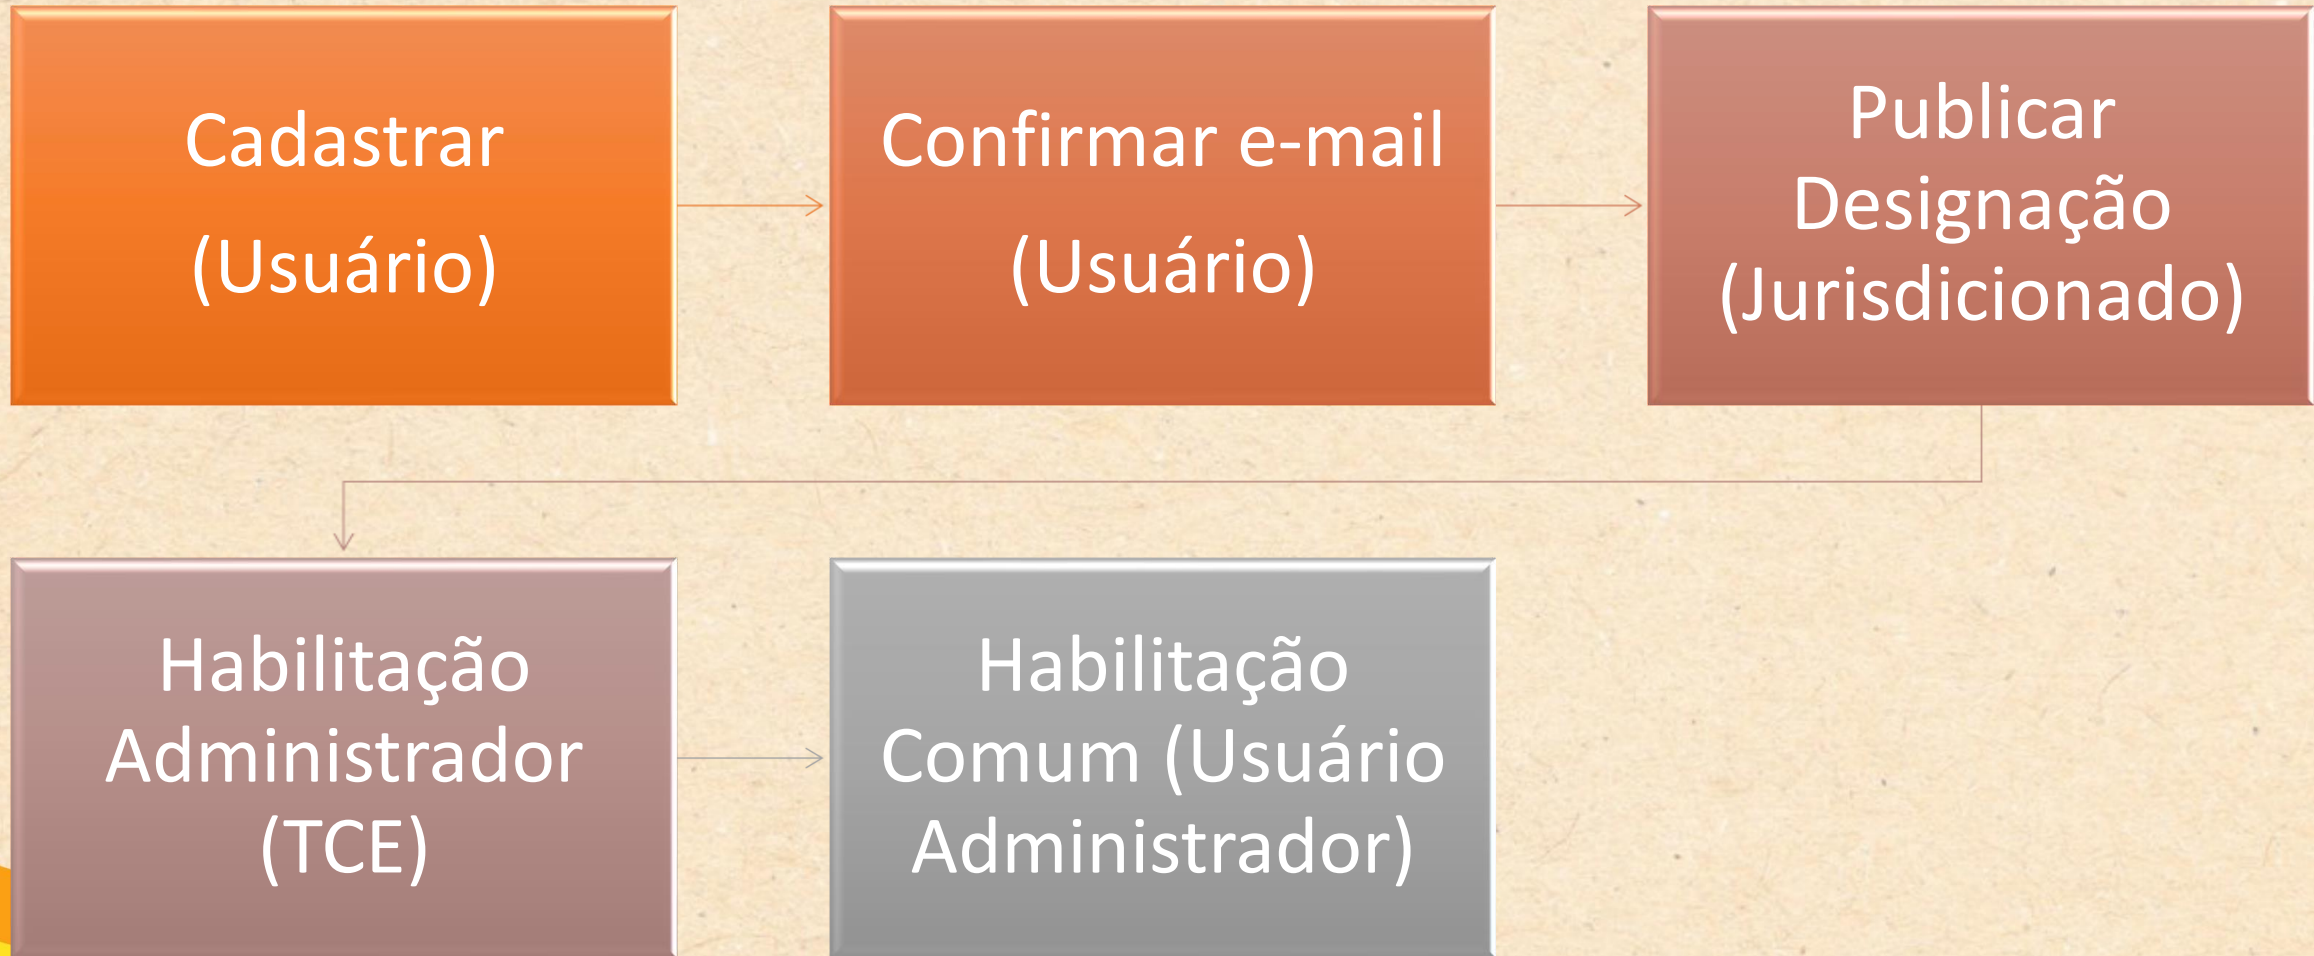 Cadastrar
(Usuário)
Confirmar e-mail
(Usuário)
Publicar
Designação
(Jurisdicionado)
Habilitação
Administrador
(TCE)
Habilitação
Comum (Usuário
Administrador)